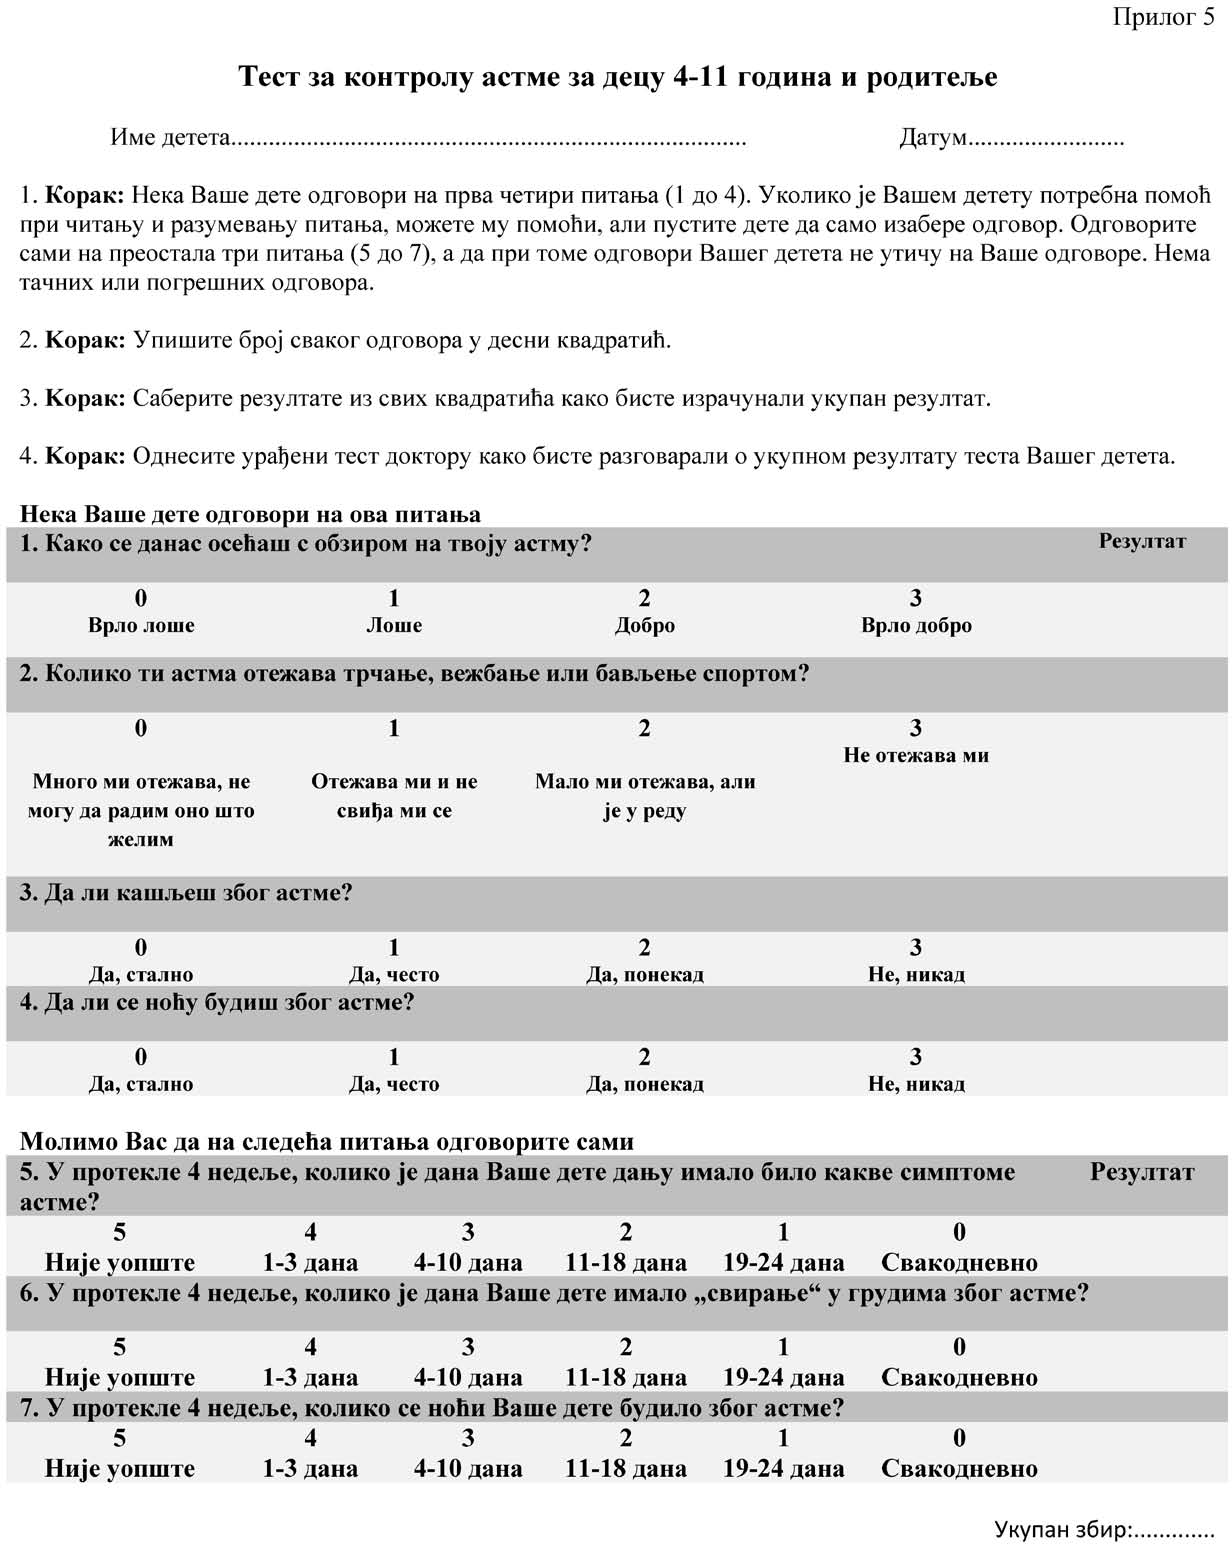 Прилог 5
Тест за контролу астме за децу 4-11 година и родитеље
Име детета.................................................................................. Датум.........................
1. Корак: Нека Ваше дете одговори на прва четири питања (1 до 4). Уколико је Вашем детету потребна помоћ
при читању и разумевању питања, можете му помоћи, али пустите дете да само изабере одговор. Одговорите
сами на преостала три питања (5 до 7), а да при томе одговори Вашег детета не утичу на Ваше одговоре. Нема
тачних или погрешних одговора.
2. Корак: Упишите број сваког одговора у десни квадратић.
3. Корак: Саберите резултате из свих квадратића како бисте израчунали укупан резултат.
4. Корак: Однесите урађени тест доктору како бисте разговарали о укупном резултату теста Вашег детета.
Нека Ваше дете одговори на ова питања
1. Како се данас осећаш с обзиром на твоју астму? Резултат
0 1 2 3
Врло лоше Лоше Добро Врло добро
2. Колико ти астма отежава трчање, вежбање или бављење спортом?
0 1 2 3
Не отежава ми
Много ми отежава, не Отежава ми и не Мало ми отежава, али
могу да радим оно што свиђа ми се је у реду
желим
3. Да ли кашљеш због астме?
0 1 2 3
Да, стално Да, често Да, понекад Не, никад
4. Да ли се ноћу будиш због астме?
0 1 2 3
Да, стално Да, често Да, понекад Не, никад
Молимо Вас да на следећа питања одговорите сами
5. У протекле 4 недеље, колико је дана Ваше дете дању имало било какве симптоме Резултат
астме?
5 4 3 2 1 0
Није уопште 1-3 дана 4-10 дана 11-18 дана 19-24 дана Свакодневно
6. У протекле 4 недеље, колико је дана Ваше дете имало „свирање“ у грудима због астме?
5 4 3 2 1 0
Није уопште 1-3 дана 4-10 дана 11-18 дана 19-24 дана Свакодневно
7. У протекле 4 недеље, колико се ноћи Ваше дете будило због астме?
5 4 3 2 1 0
Није уопште 1-3 дана 4-10 дана 11-18 дана 19-24 дана Свакодневно
Укупан збир:.............